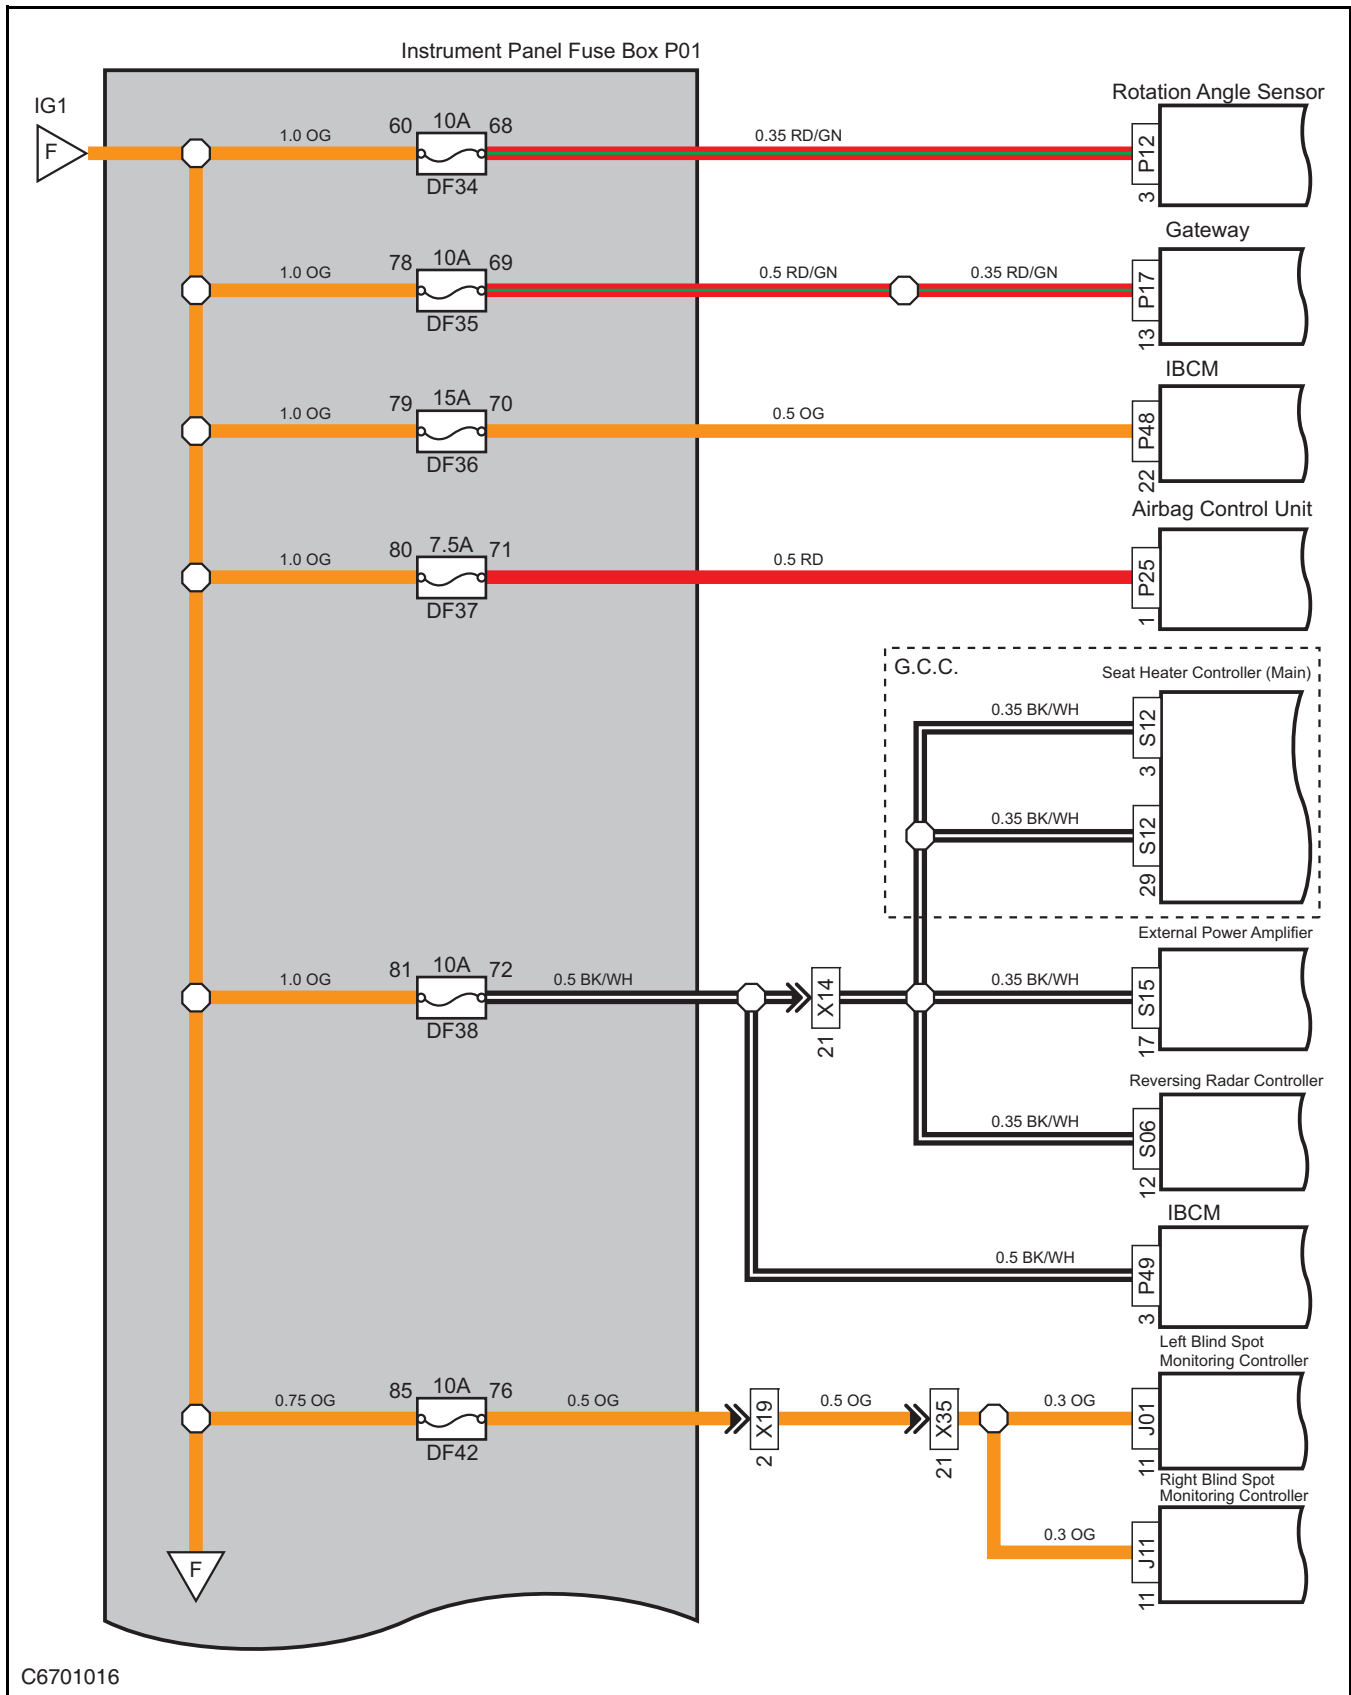 Instrument Panel Fuse Box P01
IG1
F
1.0 OG
60
10A
68
DF34
0.35 RD/GN
Rotation Angle Sensor
P12
3
1.0 OG
78
10A
69
DF35
0.5 RD/GN
0.35 RD/GN
Gateway
P17
13
1.0 OG
79
15A
70
DF36
0.5 OG
IBCM
P48
22
1.0 OG
80
7.5A
71
DF37
0.5 RD
Airbag Control Unit
P25
1
G.C.C.
Seat Heater Controller (Main)
0.35 BK/WH
S12
3
0.35 BK/WH
S12
29
1.0 OG
81
10A
72
DF38
0.5 BK/WH
X14
21
External Power Amplifier
0.35 BK/WH
S15
17
Reversing Radar Controller
0.35 BK/WH
S06
12
IBCM
0.5 BK/WH
P49
3
0.75 OG
85
10A
76
DF42
0.5 OG
X19
2
0.5 OG
X35
21
Left Blind Spot
Monitoring Controller
0.3 OG
J01
11
Right Blind Spot
Monitoring Controller
0.3 OG
J11
11
F
C6701016